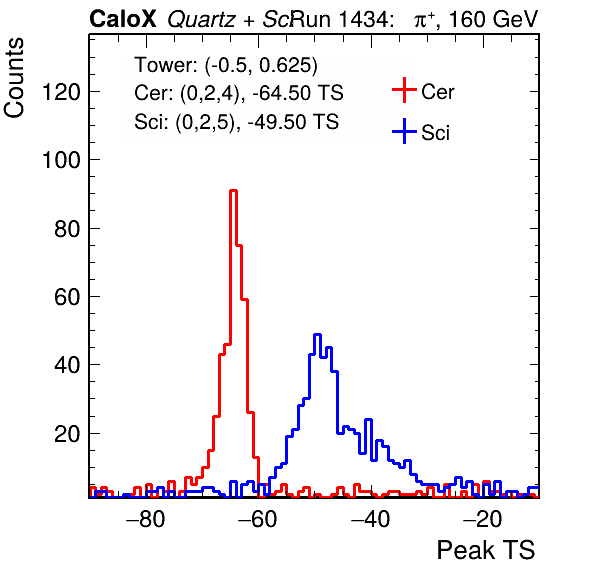 CaloX Quartz + ScRun 1434: π⁺, 160 GeV
Tower: (-0.5, 0.625)
Cer: (0,2,4), -64.50 TS
Sci: (0,2,5), -49.50 TS
Cer
Sci
Counts
120
100
80
60
40
20
−80 −60 −40 −20
Peak TS